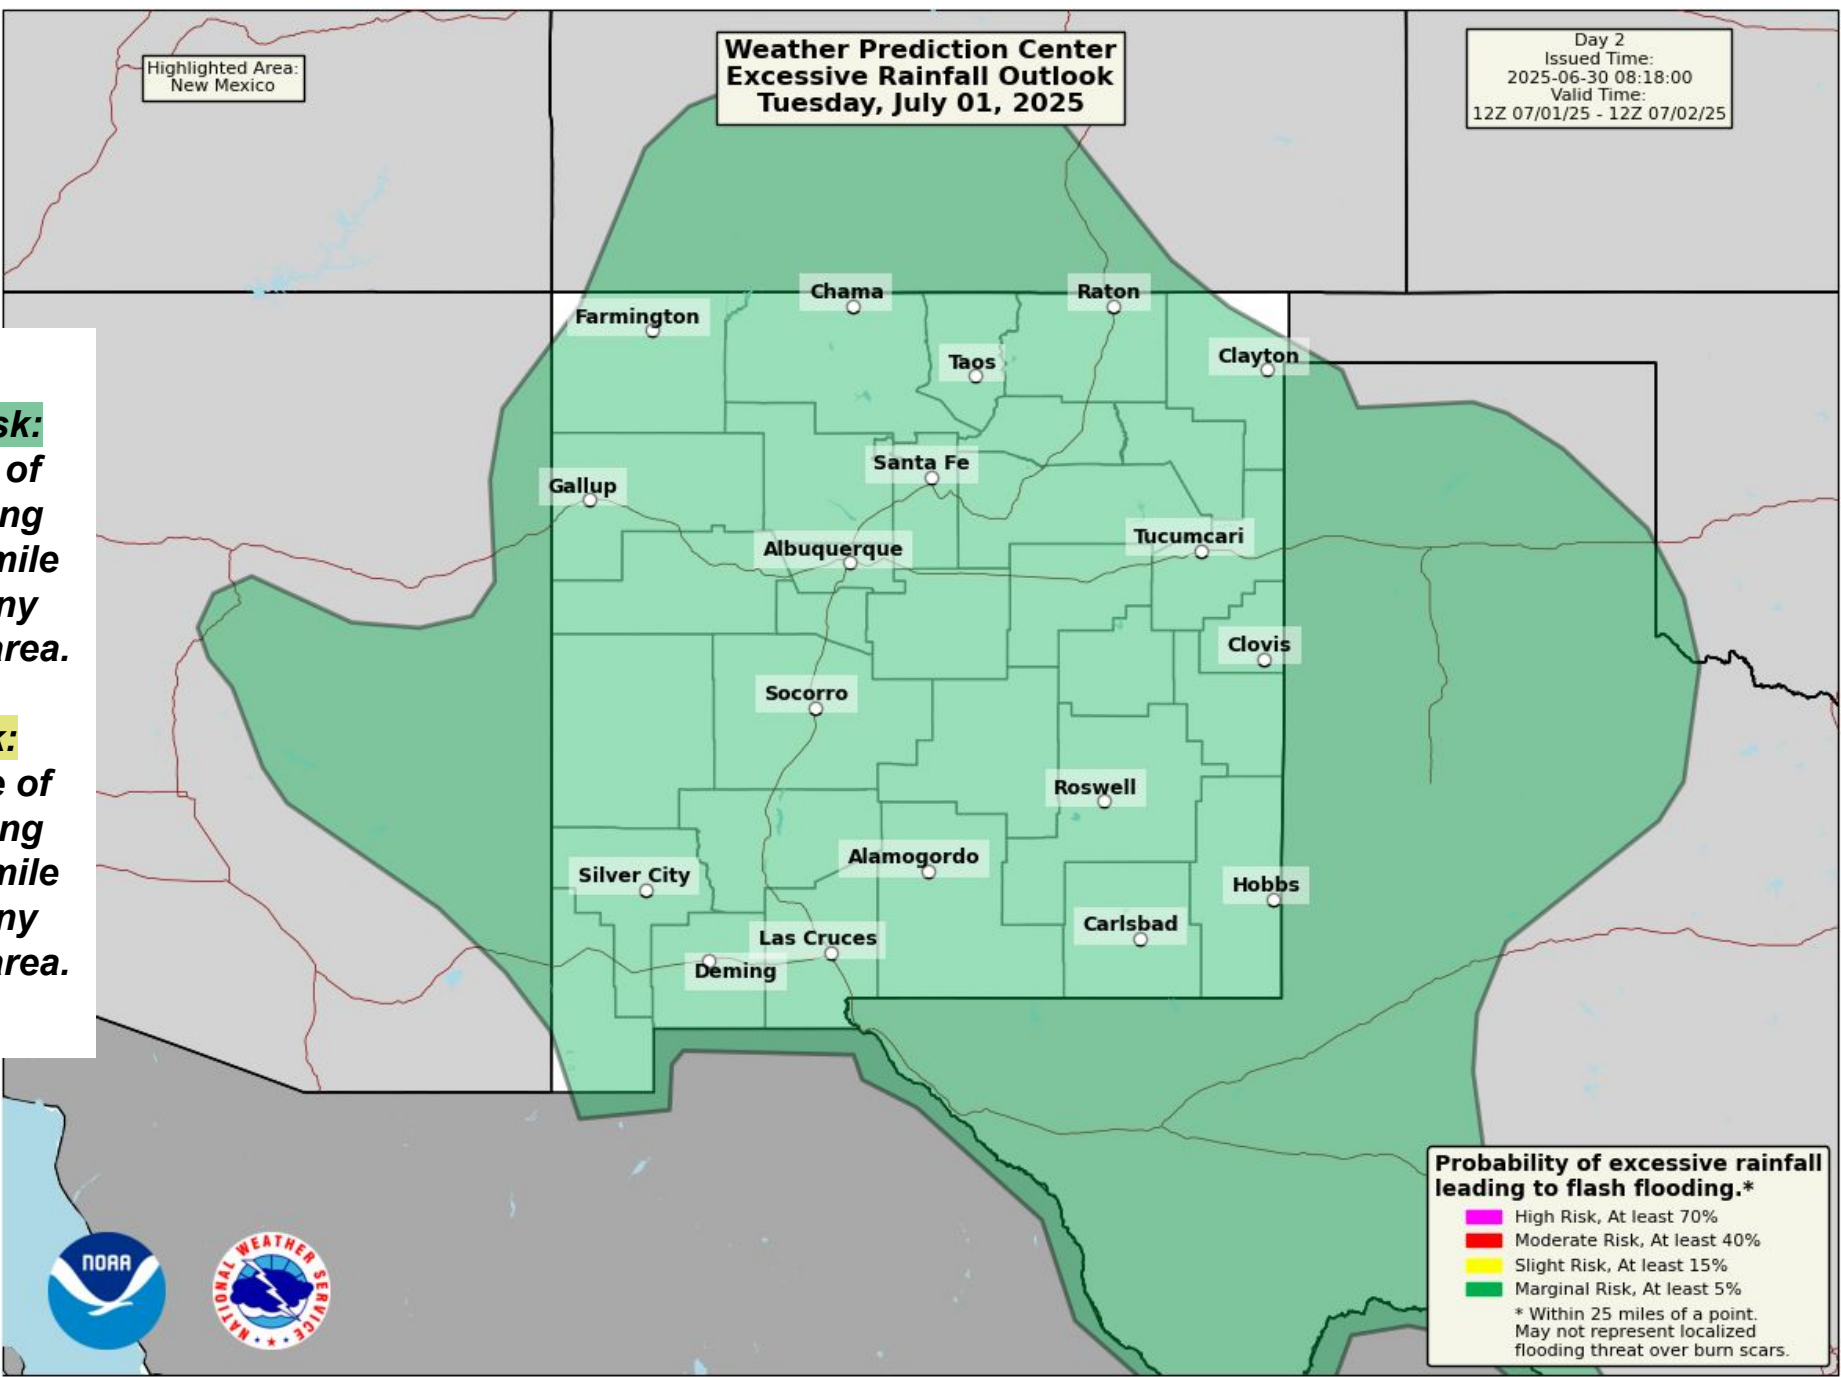 Highlighted Area:
New Mexico
Weather Prediction Center
Excessive Rainfall Outlook
Tuesday, July 01, 2025
Day 2
Issued Time:
2025-06-30 08:18:00
Valid Time:
12Z 07/01/25 - 12Z 07/02/25
sk:
of
ng
mile
ny
area.
k:
e of
ng
mile
ny
area.
Farmington
Chama
Raton
Taos
Clayton
Santa Fe
Gallup
Albuquerque
Tucumcari
Clovis
Socorro
Roswell
Alamogordo
Silver City
Hobbs
Carlsbad
Las Cruces
Deming
NOAA
NATIONAL WEATHER SERVICE
Probability of excessive rainfall
leading to flash flooding.*
High Risk, At least 70%
Moderate Risk, At least 40%
Slight Risk, At least 15%
Marginal Risk, At least 5%
* Within 25 miles of a point.
May not represent localized
flooding threat over burn scars.